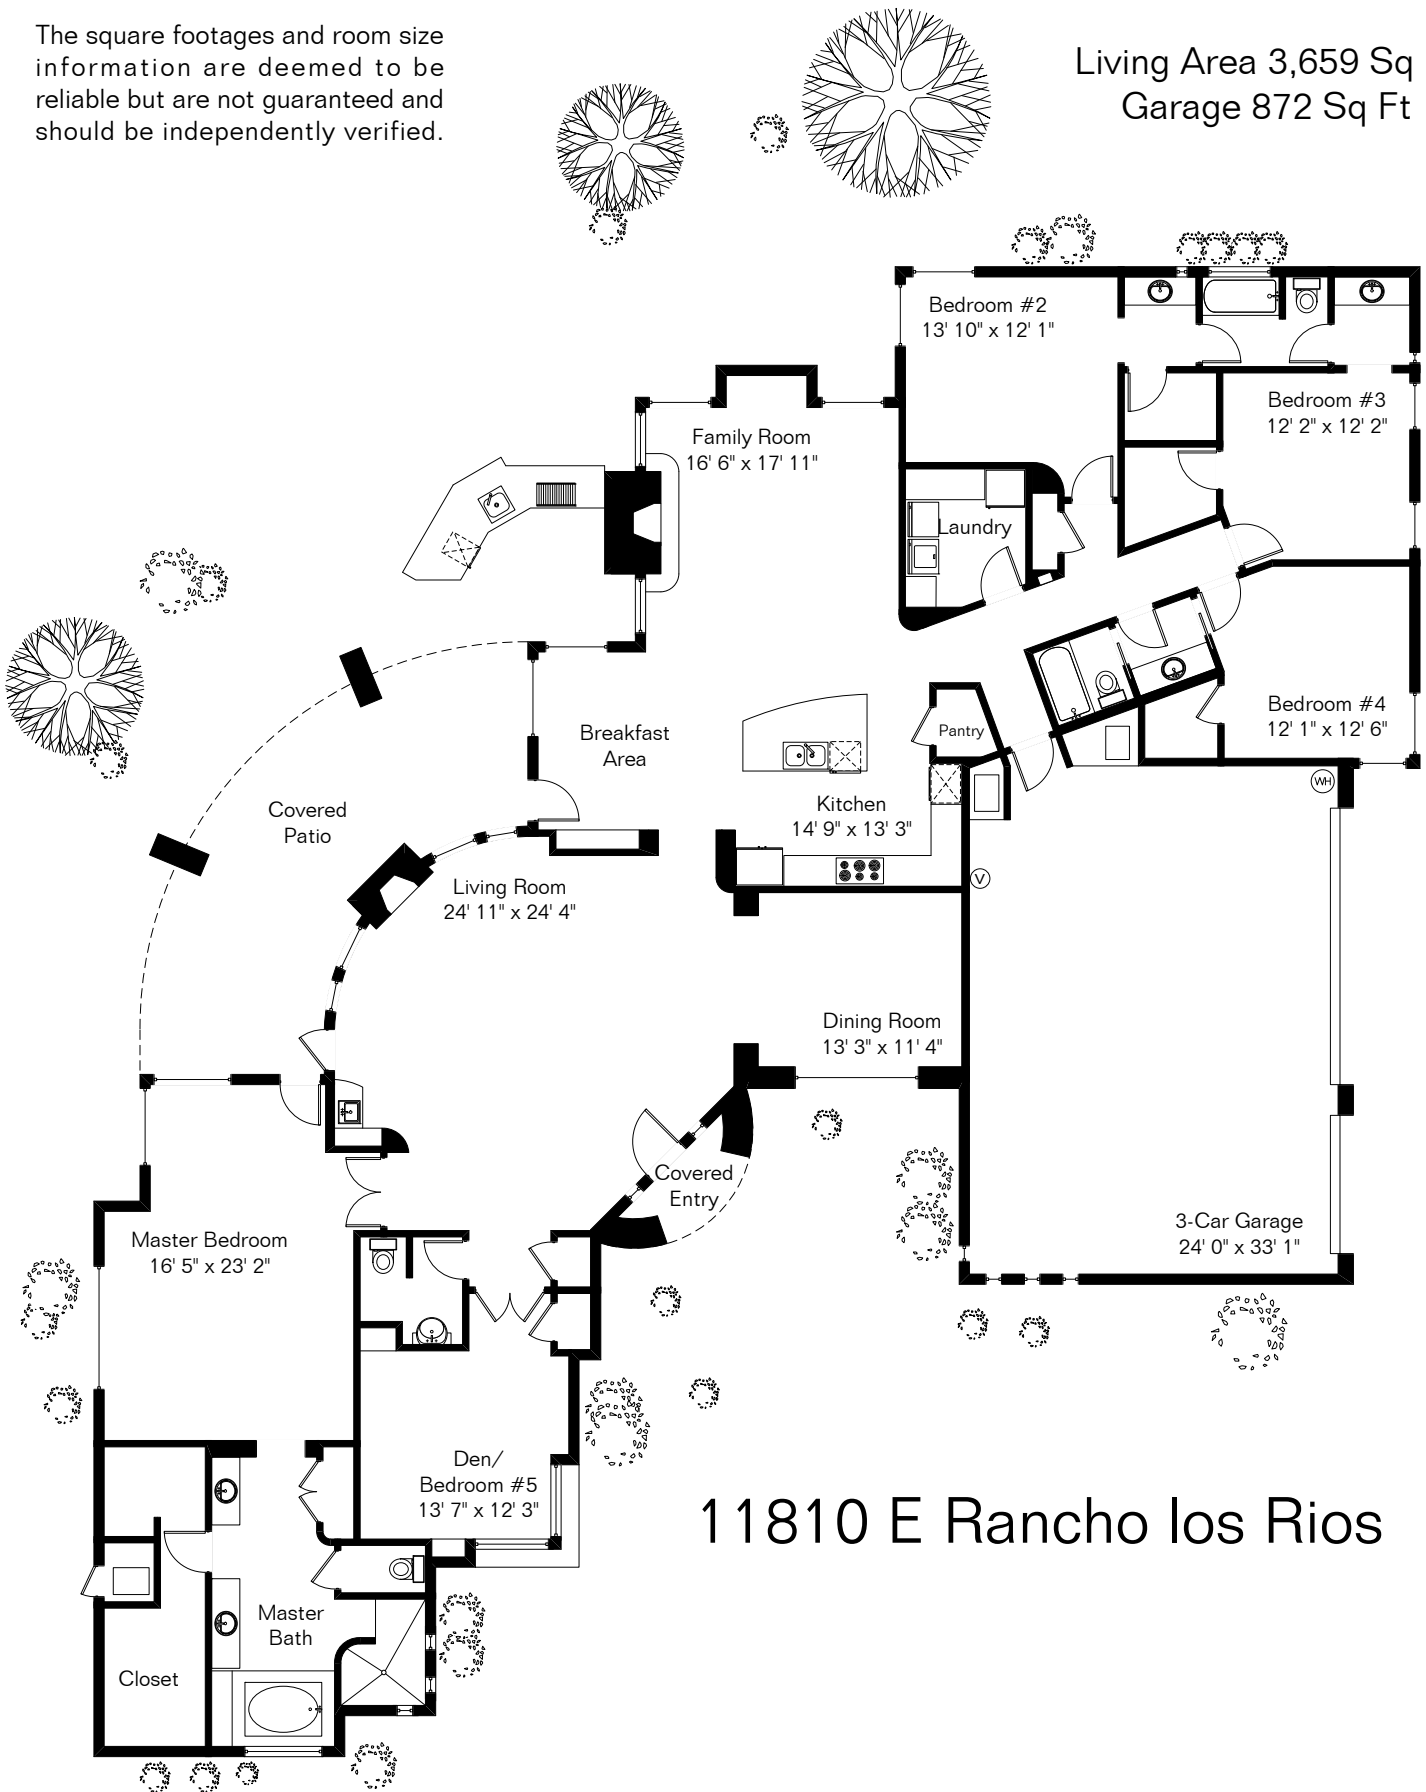 The square footages and room size
information are deemed to be
reliable but are not guaranteed and
should be independently verified.
Living Area 3,659 Sq
Garage 872 Sq Ft
Bedroom #2
13' 10" x 12' 1"
Bedroom #3
12' 2" x 12' 2"
Family Room
16' 6" x 17' 11"
Laundry
Bedroom #4
12' 1" x 12' 6"
Pantry
Breakfast
Area
WH
Kitchen
14' 9" x 13' 3"
Covered
Patio
V
Living Room
24' 11" x 24' 4"
Dining Room
13' 3" x 11' 4"
Covered
Entry
3-Car Garage
24' 0" x 33' 1"
Master Bedroom
16' 5" x 23' 2"
Den/
Bedroom #5
13' 7" x 12' 3"
11810 E Rancho los Rios
Master
Bath
Closet